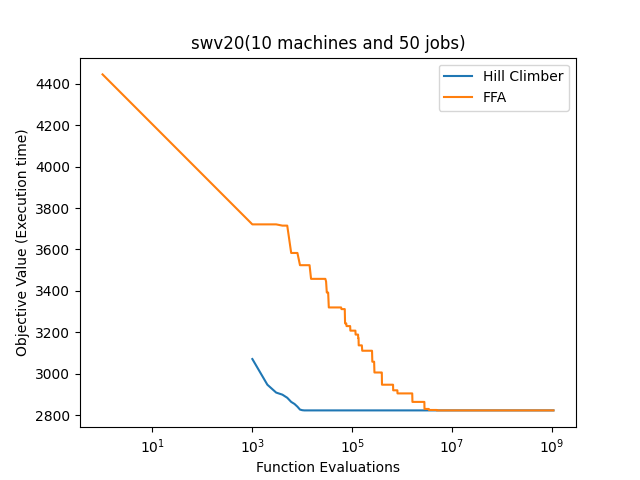 swv20(10 machines and 50 jobs)
Hill Climber
FFA
Objective Value (Execution time)
4400
4200
4000
3800
3600
3400
3200
3000
2800
10^1
10^3
10^5
10^7
10^9
Function Evaluations